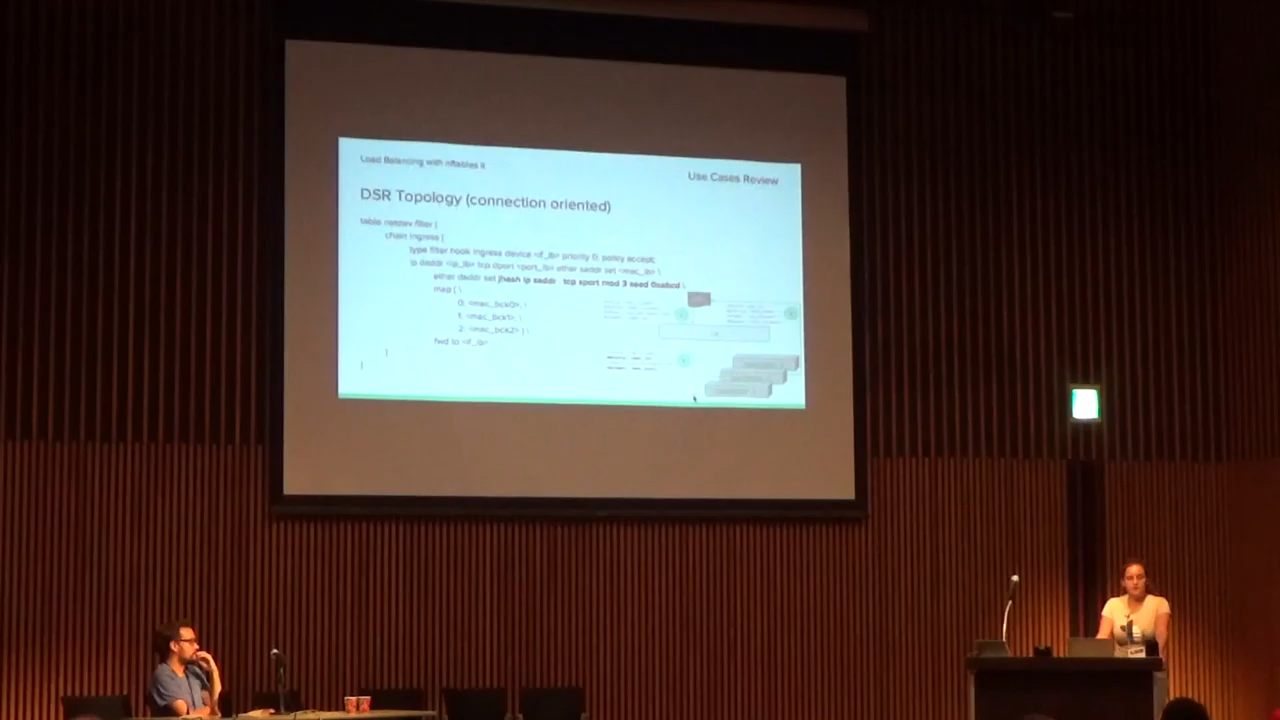 Load Balancing with nftables II
Use Cases Review
DSR Topology (connection oriented)
table netdev filter {
chain ingress {
type filter hook ingress device <if_lb> priority 0; policy accept;
ip daddr <ip_lb> tcp dport <port_lb> ether saddr set <mac_lb> \
ether daddr set jhash ip saddr . tcp sport mod 3 seed 0xabcd \
map { \
0: <mac_bck0>, \
1: <mac_bck1>, \
2: <mac_bck2> } \
fwd to <if_lb>
}
}